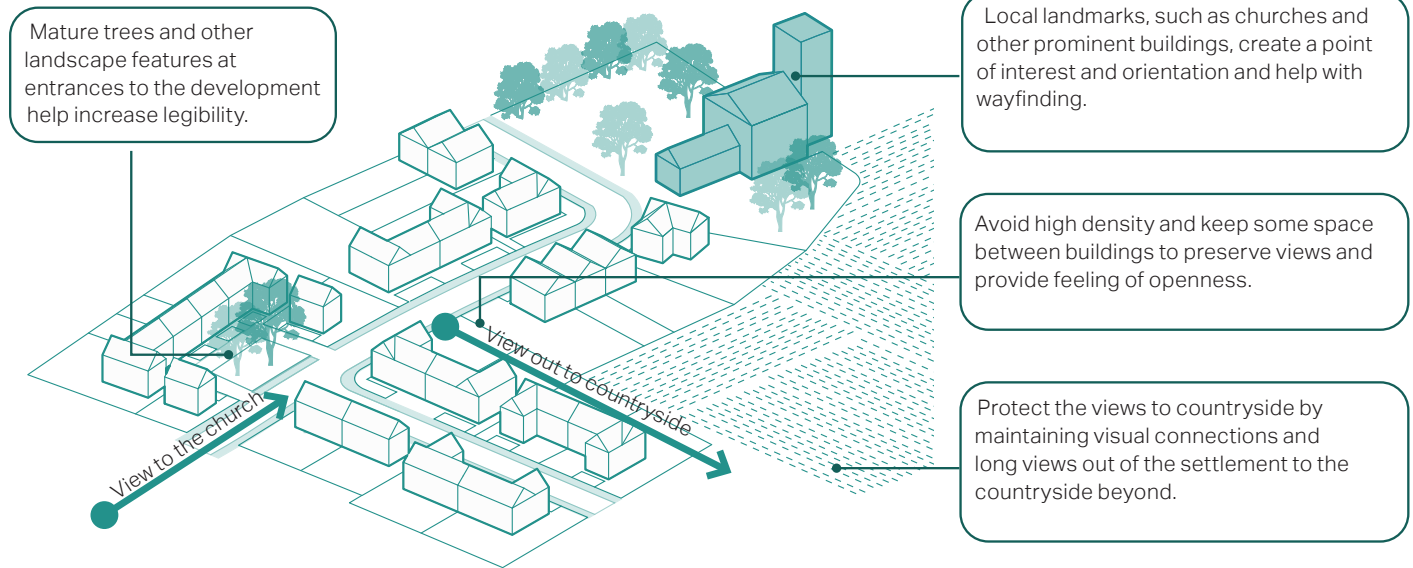 Mature trees and other
landscape features at
entrances to the development
help increase legibility.
Local landmarks, such as churches and
other prominent buildings, create a point
of interest and orientation and help with
wayfinding.
Avoid high density and keep some space
between buildings to preserve views and
provide feeling of openness.
View out to countryside
View to the church
Protect the views to countryside by
maintaining visual connections and
long views out of the settlement to the
countryside beyond.